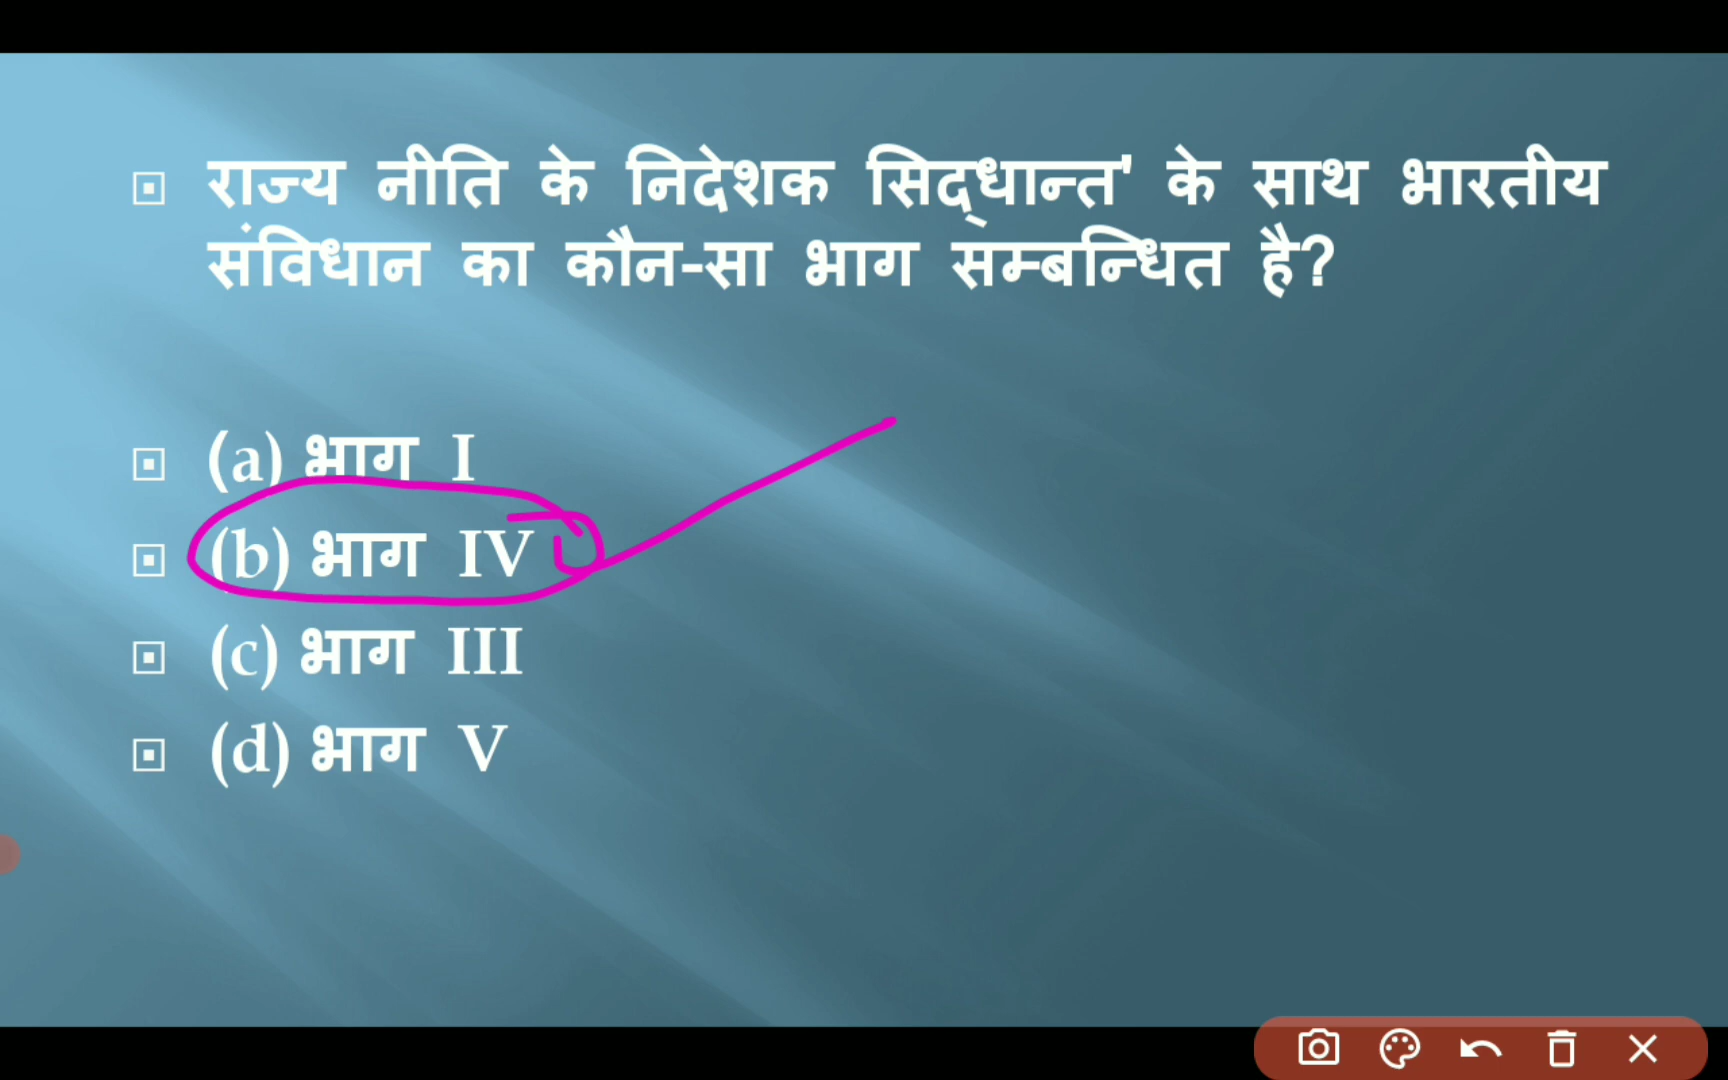 राज्य नीति के निदेशक सिद्धान्त' के साथ भारतीय
संविधान का कौन-सा भाग सम्बन्धित है?
(a) भाग I
(b) भाग IV
(c) भाग III
(d) भाग V